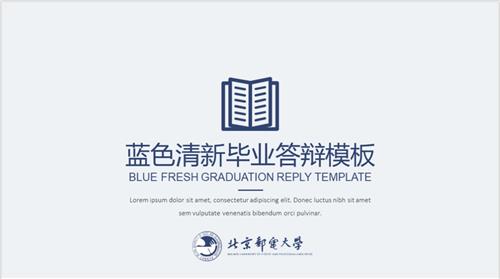 蓝色清新毕业答辩模板
BLUE FRESH GRADUATION REPLY TEMPLATE
Lorem ipsum dolor sit amet, consectetur adipiscing elit. Donec luctus nibh sit amet
sem vulputate venenatis bibendum orci pulvinar.
北京郵電大學